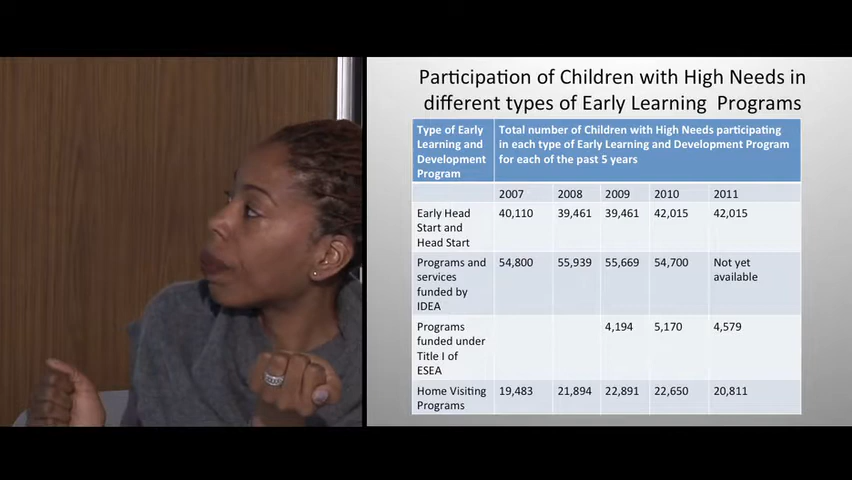 Participation of Children with High Needs in
different types of Early Learning Programs
Type of Early
Learning and
Development
Program
Total number of Children with High Needs participating
in each type of Early Learning and Development Program
for each of the past 5 years
2007 2008 2009 2010 2011
Early Head
Start and
Head Start
40,110 39,461 39,461 42,015 42,015
Programs and
services
funded by
IDEA
54,800 55,939 55,669 54,700 Not yet
available
Programs
funded under
Title I of
ESEA
4,194 5,170 4,579
Home Visiting
Programs
19,483 21,894 22,891 22,650 20,811